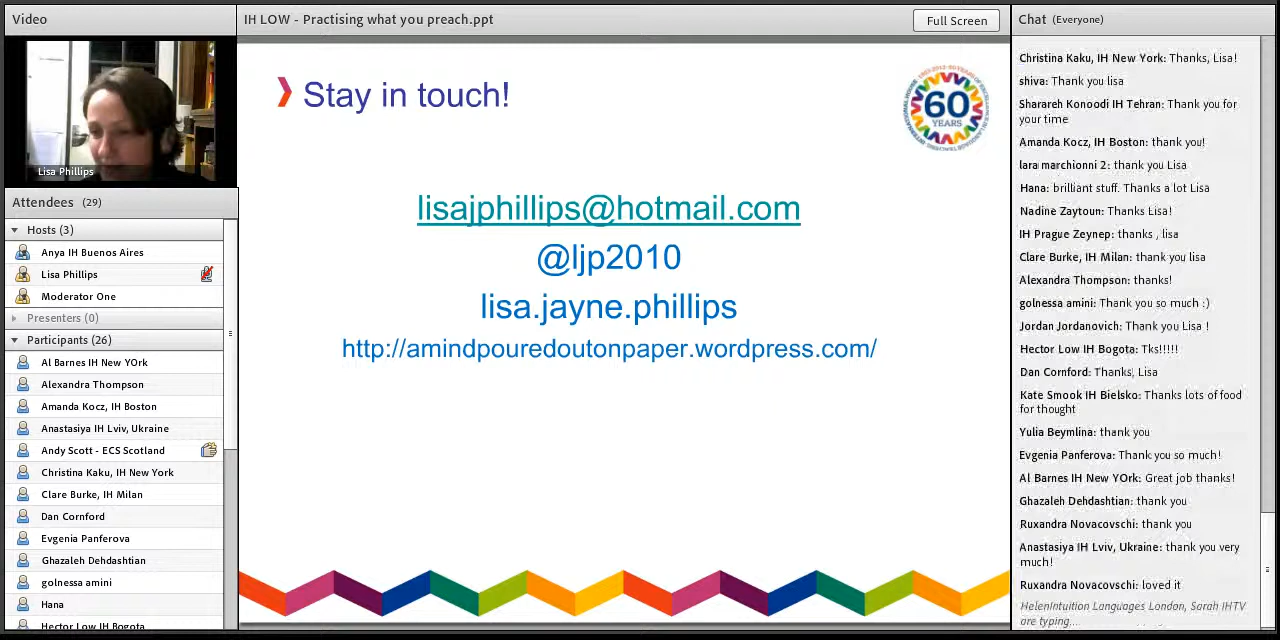 Video
Lisa Phillips
Attendees (29)
Hosts (3)
Anya IH Buenos Aires
Lisa Phillips
Moderator One
Presenters (0)
Participants (26)
Al Barnes IH New YOrk
Alexandra Thompson
Amanda Kocz, IH Boston
Anastasiya IH Lviv, Ukraine
Andy Scott - ECS Scotland
Christina Kaku, IH New York
Clare Burke, IH Milan
Dan Cornford
Evgenia Panferova
Ghazaleh Dehdashtian
golnessa amini
Hana
Hector Low IH Bogota
IH LOW - Practising what you preach.ppt
Full Screen
Stay in touch!
60
YEARS
lisajphillips@hotmail.com
@ljp2010
lisa.jayne.phillips
http://amindpouredoutonpaper.wordpress.com/
Chat (Everyone)
Christina Kaku, IH New York: Thanks, Lisa!
shiva: Thank you lisa
Sharareh Konoodi IH Tehran: Thank you for
your time
Amanda Kocz, IH Boston: thank you!
lara marchionni 2: thank you Lisa
Hana: brilliant stuff. Thanks a lot Lisa
Nadine Zaytoun: Thanks Lisa!
IH Prague Zeynep: thanks , lisa
Clare Burke, IH Milan: thank you lisa
Alexandra Thompson: thanks!
golnessa amini: Thank you so much :)
Jordan Jordanovich: Thank you Lisa !
Hector Low IH Bogota: Tks!!!!!
Dan Cornford: Thanks, Lisa
Kate Smook IH Bielsko: Thanks lots of food
for thought
Yulia Beymlina: thank you
Evgenia Panferova: Thank you so much!
Al Barnes IH New YOrk: Great job thanks!
Ghazaleh Dehdashtian: thank you
Ruxandra Novacovschi: thank you
Anastasiya IH Lviv, Ukraine: thank you very
much!
Ruxandra Novacovschi: loved it
HelenIntuition Languages London, Sarah IHTV
are typing...